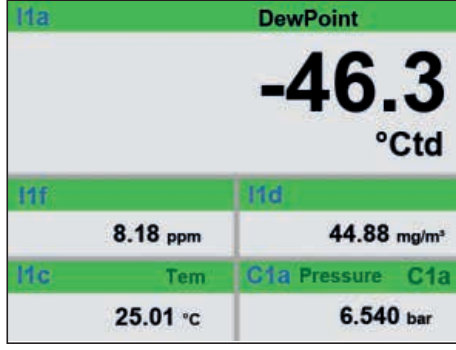 I1a DewPoint
-46.3
°Ctd
I1f I1d
8.18 ppm 44.88 mg/m³
I1c Tem C1a Pressure C1a
25.01 °C 6.540 bar